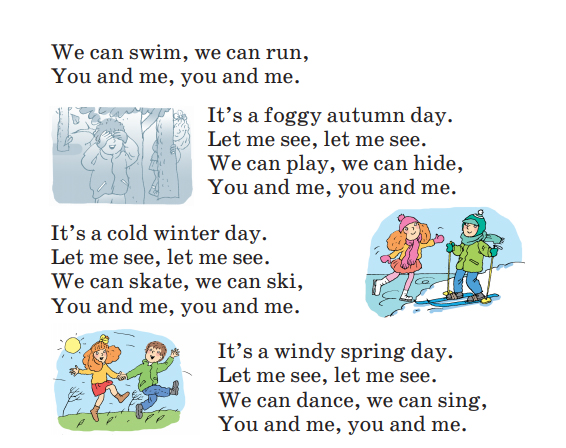 We can swim, we can run,
You and me, you and me.
It's a foggy autumn day.
Let me see, let me see.
We can play, we can hide,
You and me, you and me.
It's a cold winter day.
Let me see, let me see.
We can skate, we can ski,
You and me, you and me.
It's a windy spring day.
Let me see, let me see.
We can dance, we can sing,
You and me, you and me.